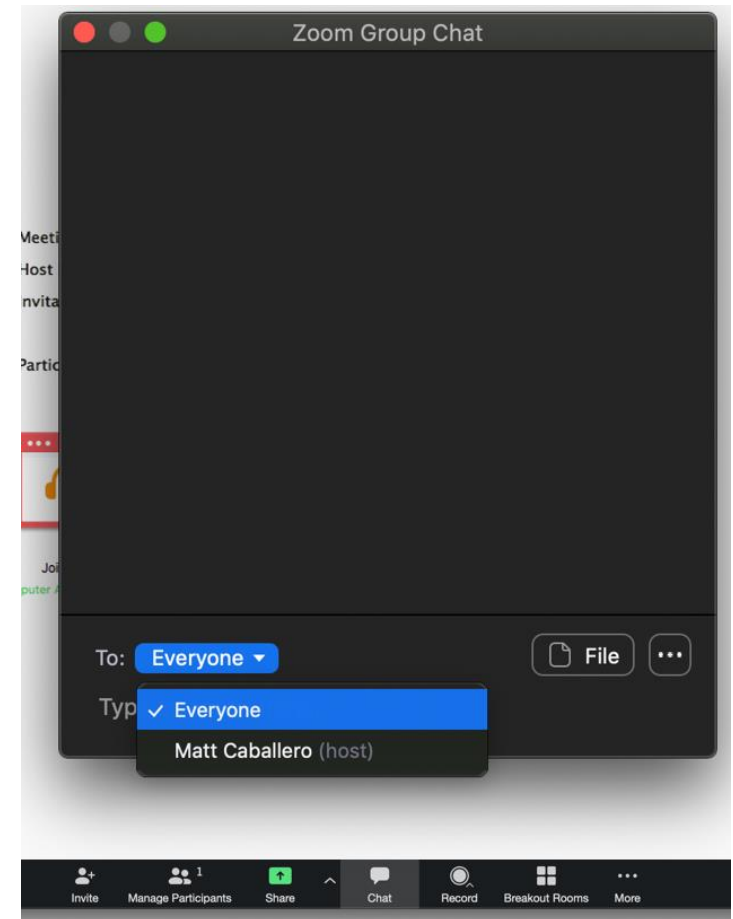 Zoom Group Chat
Meeti
Host
nvita
Partic
Joi
puter A
To: Everyone
File
Typ
✓ Everyone
Matt Caballero (host)
1
Invite Manage Participants Share Chat Record Breakout Rooms More